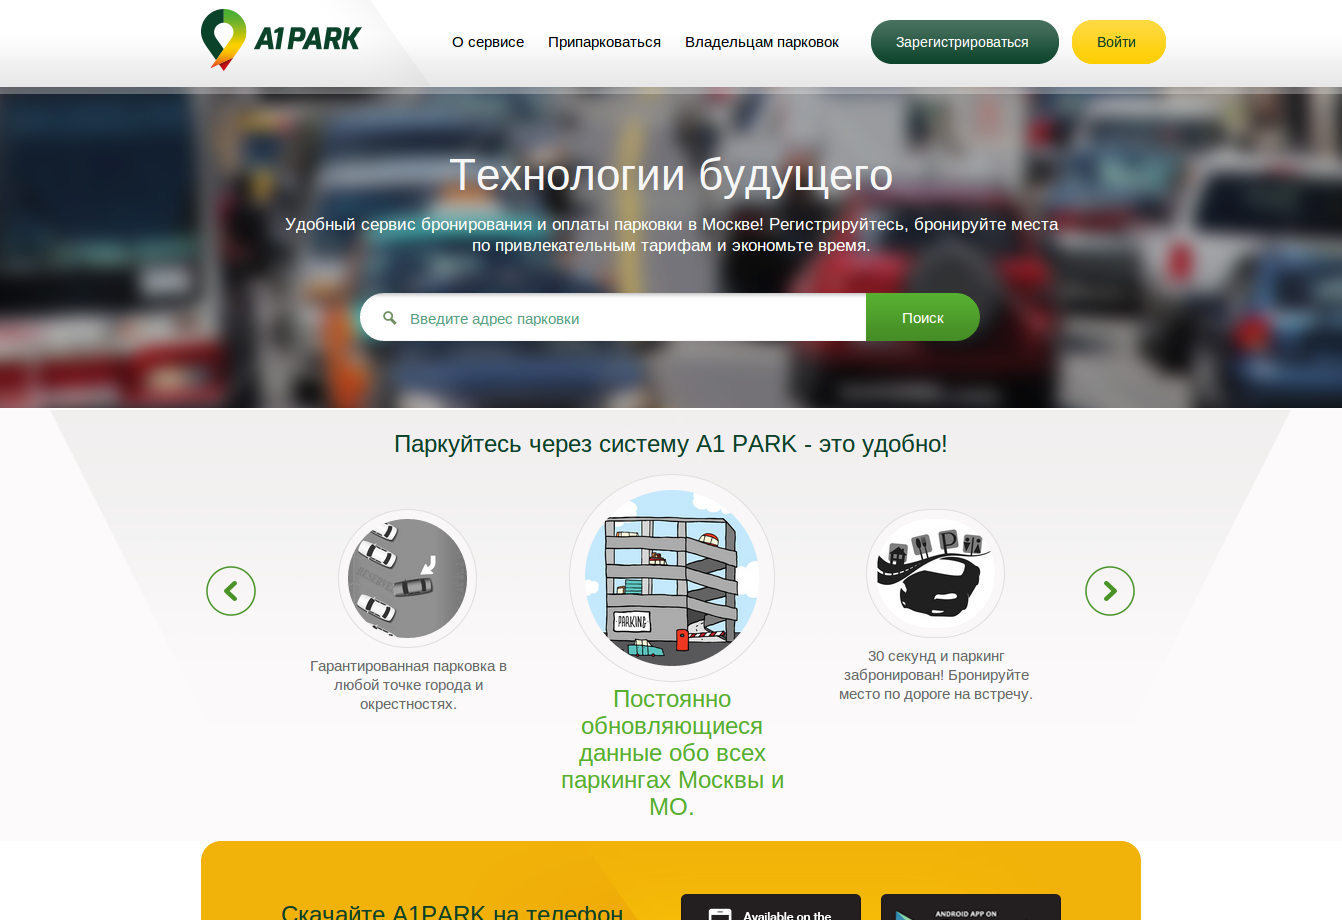 A1 PARK
О сервисе
Припарковаться
Владельцам парковок
Зарегистрироваться
Войти
Технологии будущего
Удобный сервис бронирования и оплаты парковки в Москве! Регистрируйтесь, бронируйте места
по привлекательным тарифам и экономьте время.
Введите адрес парковки
Поиск
Паркуйтесь через систему A1 PARK - это удобно!
RESERVED
PARKING
P
Гарантированная парковка в
любой точке города и
окрестностях.
Постоянно
обновляющиеся
данные обо всех
паркингах Москвы и
МО.
30 секунд и паркинг
забронирован! Бронируйте
место по дороге на встречу.
Скачайте A1PARK на телефон
Available on the
ANDROID APP ON